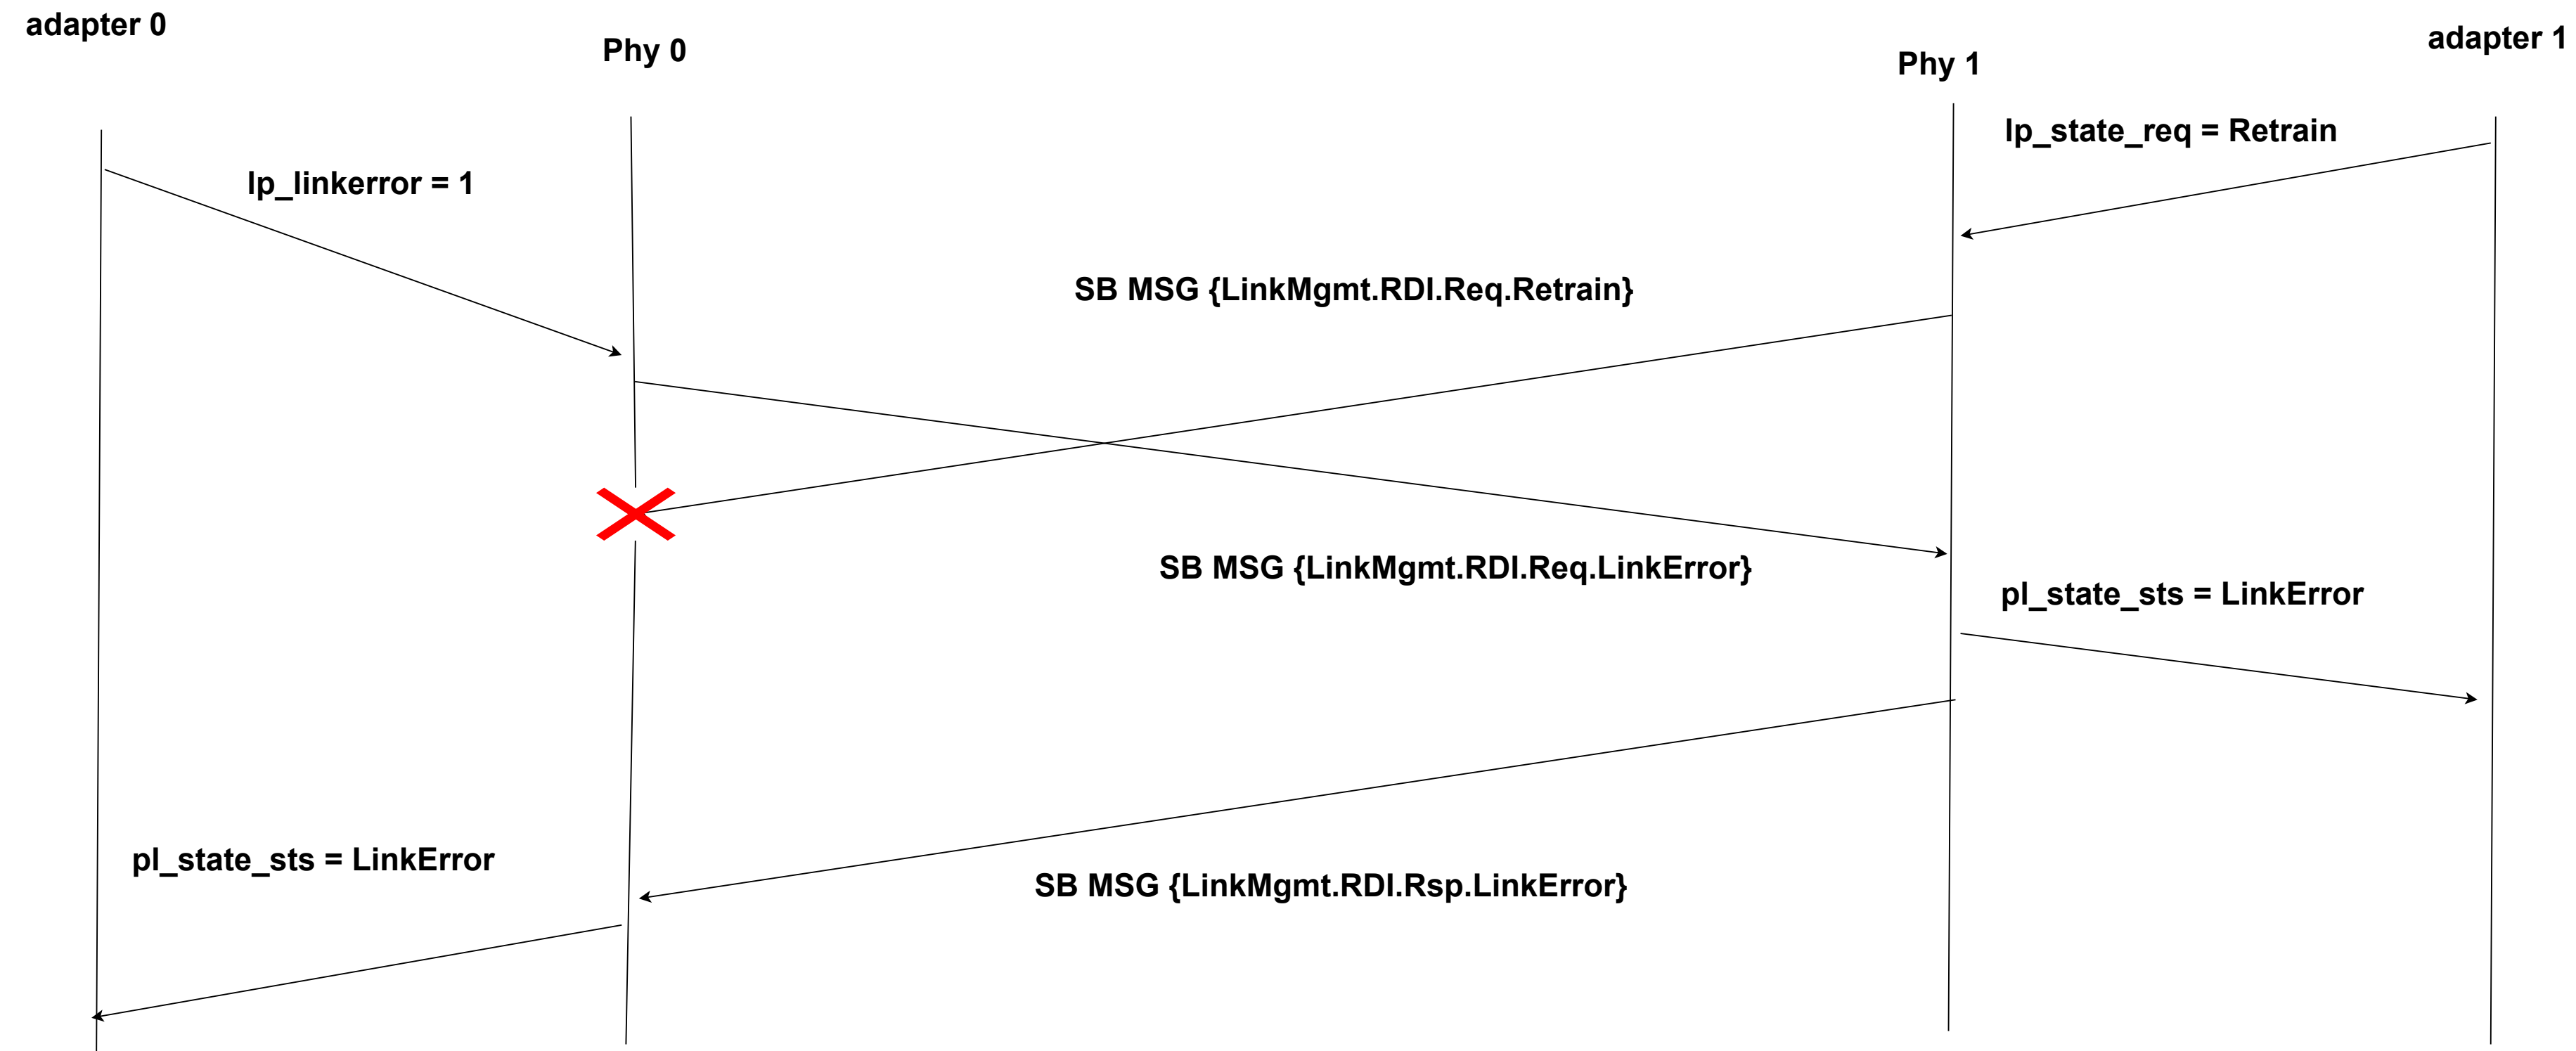 adapter 0
Phy 0
Phy 1
adapter 1
lp_state_req = Retrain
lp_linkerror = 1
SB MSG {LinkMgmt.RDI.Req.Retrain}
SB MSG {LinkMgmt.RDI.Req.LinkError}
pl_state_sts = LinkError
pl_state_sts = LinkError
SB MSG {LinkMgmt.RDI.Rsp.LinkError}